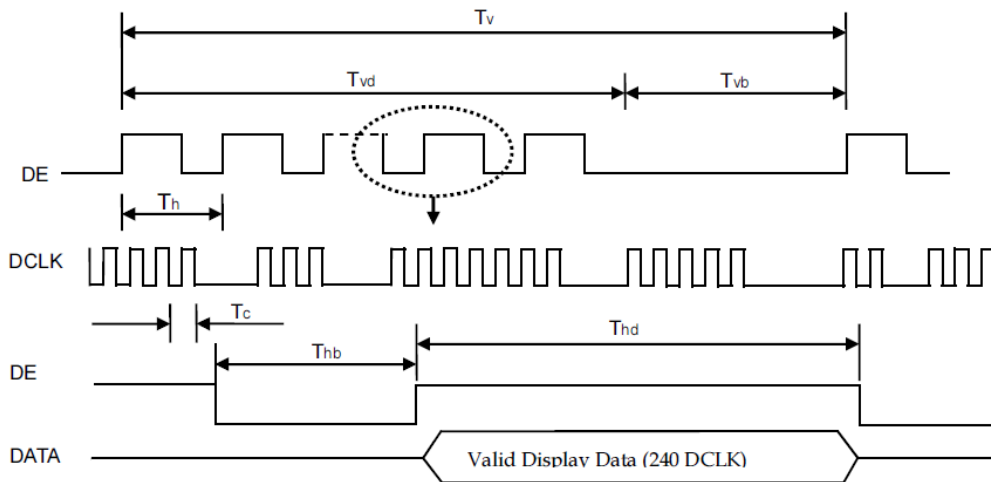 Tv
Tvd Tvb
DE
Th
DCLK
Tc
Thb Thd
DE
DATA Valid Display Data (240 DCLK)